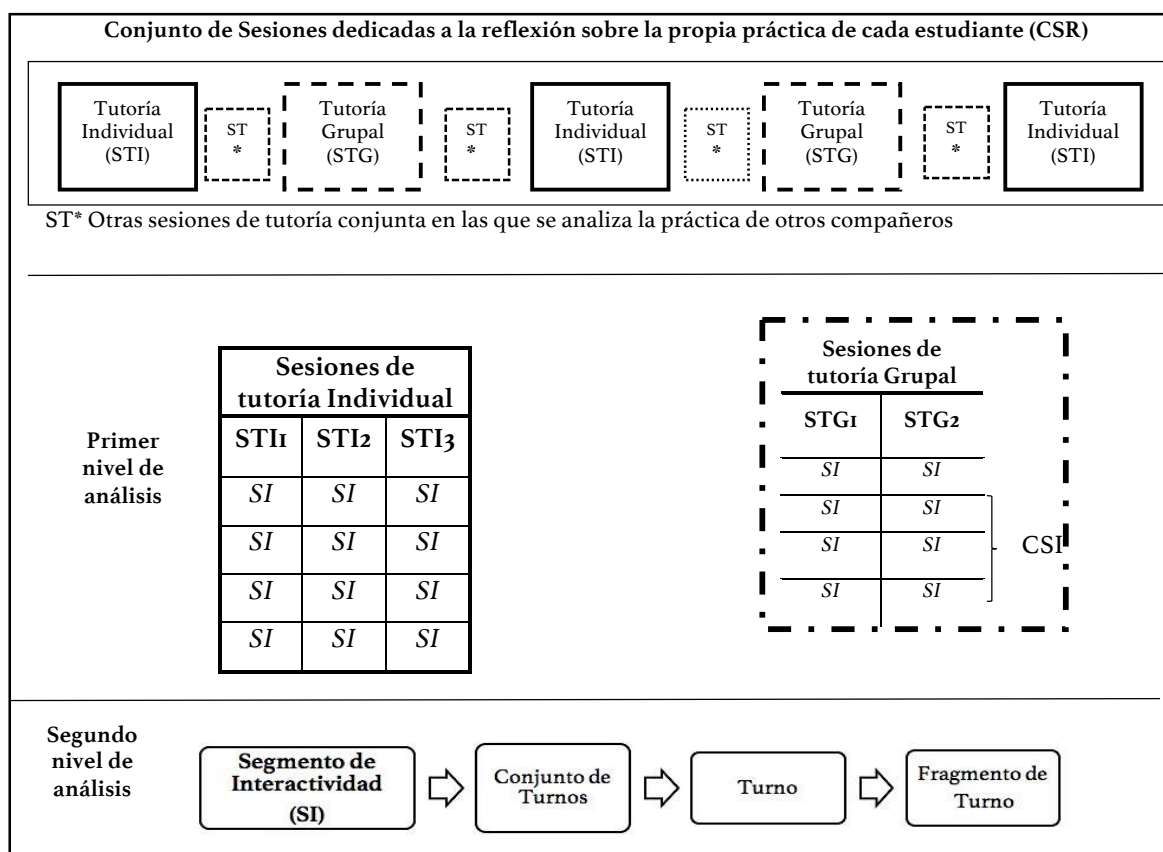 Conjunto de Sesiones dedicadas a la reflexión sobre la propia práctica de cada estudiante (CSR)
Tutoría
Individual
(STI)
ST
*
Tutoría
Grupal
(STG)
ST
*
Tutoría
Individual
(STI)
ST
*
Tutoría
Grupal
(STG)
ST
*
Tutoría
Individual
(STI)
ST* Otras sesiones de tutoría conjunta en las que se analiza la práctica de otros compañeros
Primer
nivel de
análisis
Sesiones de
tutoría Individual
STI1 STI2 STI3
SI SI SI
SI SI SI
SI SI SI
SI SI SI
Sesiones de
tutoría Grupal
STG1 STG2
SI SI
SI SI
SI SI
SI SI
CSI
Segundo
nivel de
análisis
Segmento de
Interactividad
(SI)
Conjunto de
Turnos
Turno
Fragmento de
Turno